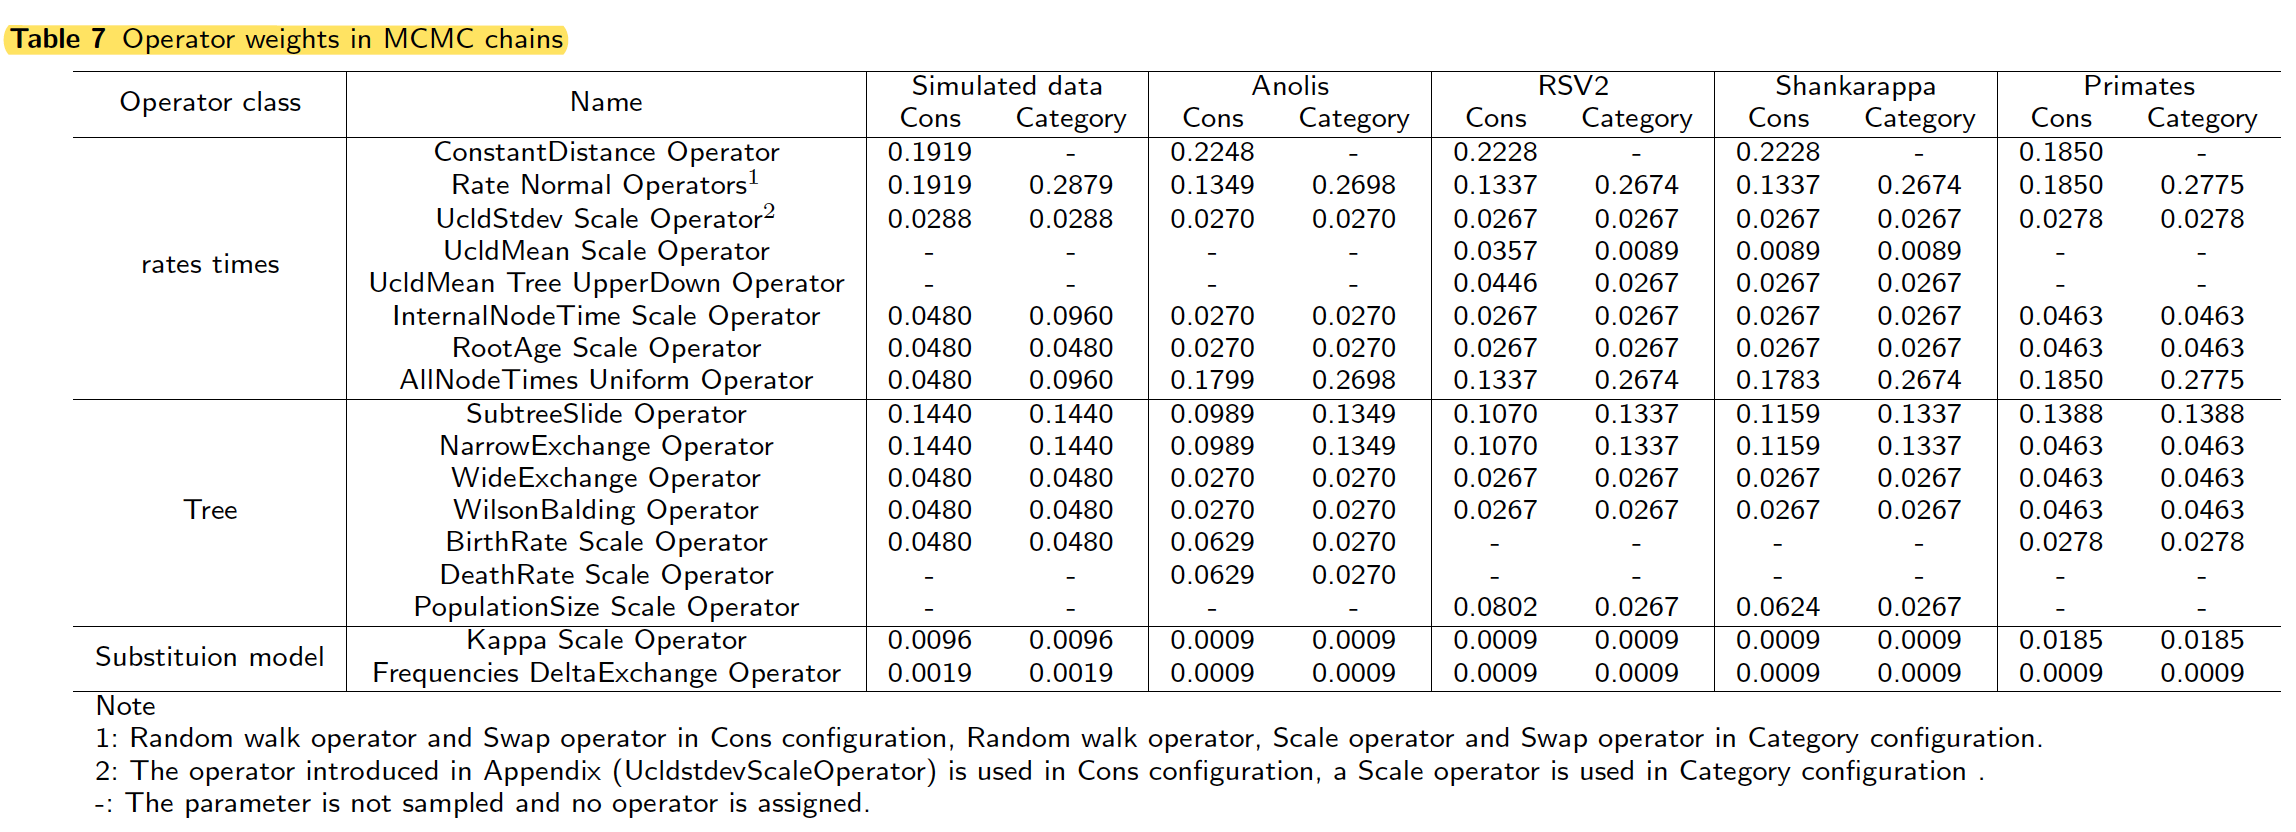 Table 7 Operator weights in MCMC chains
Operator class Name Simulated data Anolis RSV2 Shankarappa Primates
Cons Category Cons Category Cons Category Cons Category Cons Category
ConstantDistance Operator 0.1919 - 0.2248 - 0.2228 - 0.2228 - 0.1850 -
Rate Normal Operators1 0.1919 0.2879 0.1349 0.2698 0.1337 0.2674 0.1337 0.2674 0.1850 0.2775
UcldStdev Scale Operator2 0.0288 0.0288 0.0270 0.0270 0.0267 0.0267 0.0267 0.0267 0.0278 0.0278
UcldMean Scale Operator - - - - 0.0357 0.0089 0.0089 0.0089 - -
rates times
UcldMean Tree UpperDown Operator - - - - 0.0446 0.0267 0.0267 0.0267 - -
InternalNodeTime Scale Operator 0.0480 0.0960 0.0270 0.0270 0.0267 0.0267 0.0267 0.0267 0.0463 0.0463
RootAge Scale Operator 0.0480 0.0480 0.0270 0.0270 0.0267 0.0267 0.0267 0.0267 0.0463 0.0463
AllNodeTimes Uniform Operator 0.0480 0.0960 0.1799 0.2698 0.1337 0.2674 0.1783 0.2674 0.1850 0.2775
SubtreeSlide Operator 0.1440 0.1440 0.0989 0.1349 0.1070 0.1337 0.1159 0.1337 0.1388 0.1388
NarrowExchange Operator 0.1440 0.1440 0.0989 0.1349 0.1070 0.1337 0.1159 0.1337 0.0463 0.0463
WideExchange Operator 0.0480 0.0480 0.0270 0.0270 0.0267 0.0267 0.0267 0.0267 0.0463 0.0463
Tree WilsonBalding Operator 0.0480 0.0480 0.0270 0.0270 0.0267 0.0267 0.0267 0.0267 0.0463 0.0463
BirthRate Scale Operator 0.0480 0.0480 0.0629 0.0270 - - - - 0.0278 0.0278
DeathRate Scale Operator - - 0.0629 0.0270 - - - - - -
PopulationSize Scale Operator - - - - 0.0802 0.0267 0.0624 0.0267 - -
Kappa Scale Operator 0.0096 0.0096 0.0009 0.0009 0.0009 0.0009 0.0009 0.0009 0.0185 0.0185
Substituion model
Frequencies DeltaExchange Operator 0.0019 0.0019 0.0009 0.0009 0.0009 0.0009 0.0009 0.0009 0.0009 0.0009
Note
1: Random walk operator and Swap operator in Cons configuration, Random walk operator, Scale operator and Swap operator in Category configuration.
2: The operator introduced in Appendix (UcldstdevScaleOperator) is used in Cons configuration, a Scale operator is used in Category configuration .
-: The parameter is not sampled and no operator is assigned.